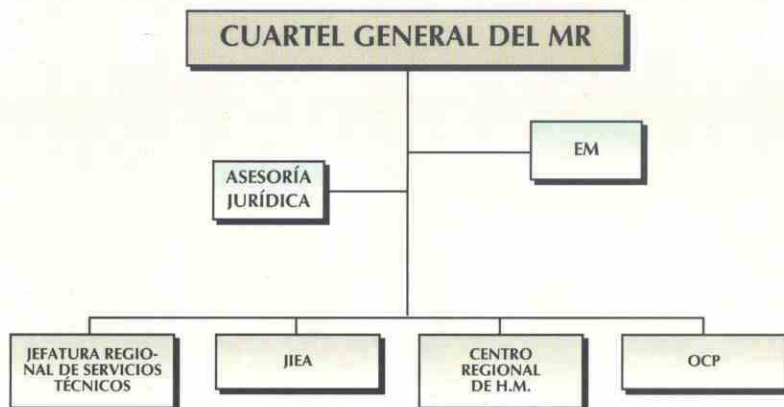 CUARTEL GENERAL DEL MR
EM
ASESORÍA
JURÍDICA
JEFATURA REGIO-
NAL DE SERVICIOS
TÉCNICOS
JIEA
CENTRO
REGIONAL
DE H.M.
OCP